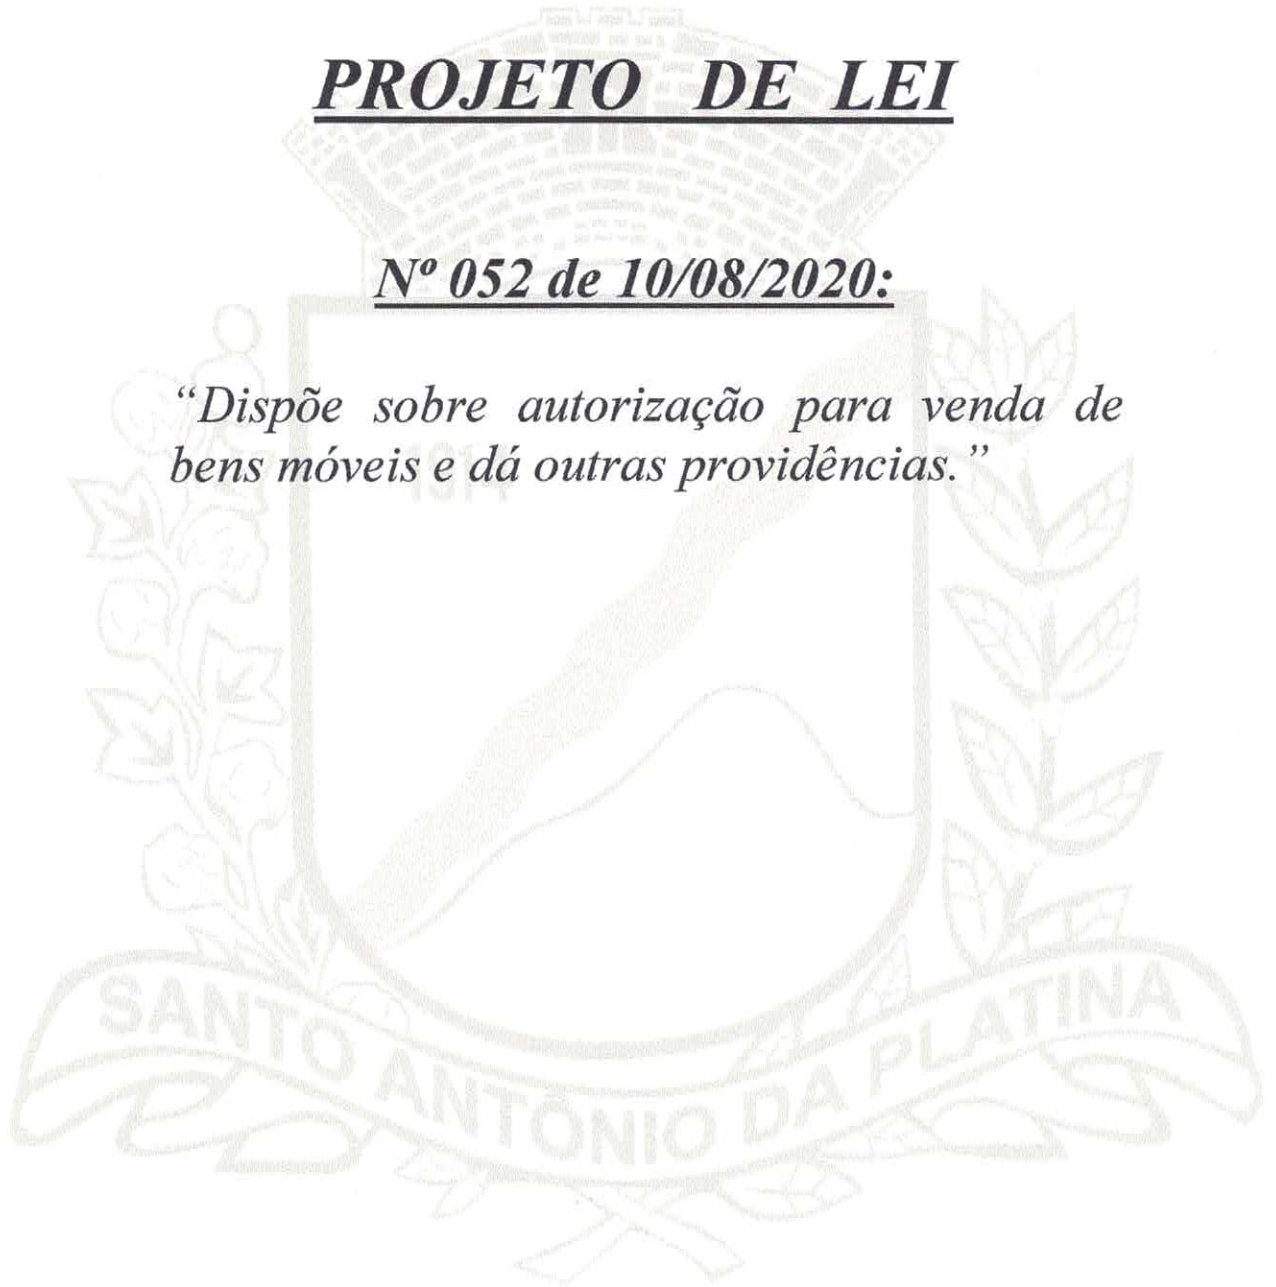 PROJETO DE LEI
Nº 052 de 10/08/2020:
“Dispõe sobre autorização para venda de
bens móveis e dá outras providências.”
1914
SANTO ANTÔNIO DA PLATINA